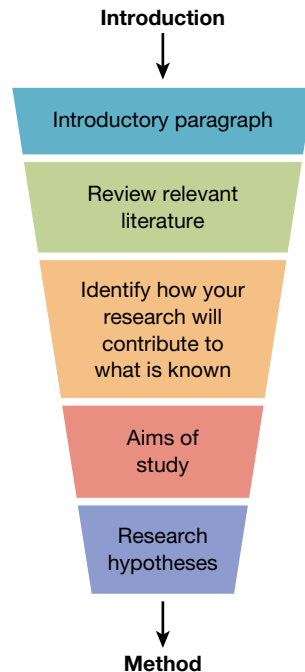 Introduction
Introductory paragraph
Review relevant
literature
Identify how your
research will
contribute to
what is known
Aims of
study
Research
hypotheses
Method